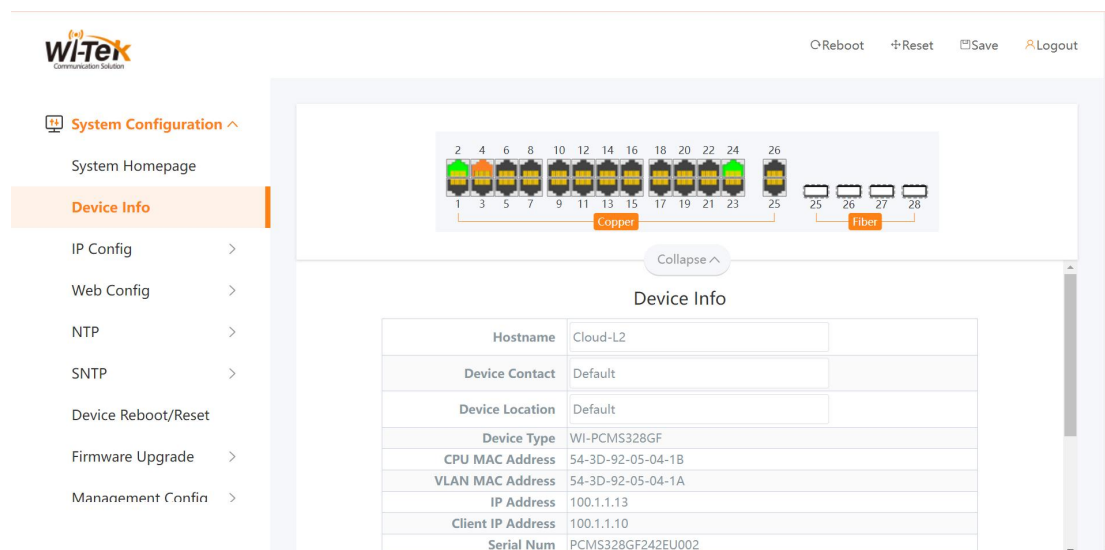 Wi-Tek
Communication Solution
Reboot Reset Save Logout
System Configuration
System Homepage
Device Info
IP Config
Web Config
NTP
SNTP
Device Reboot/Reset
Firmware Upgrade
Management Config
2 4 6 8 10 12 14 16 18 20 22 24 26
1 3 5 7 9 11 13 15 17 19 21 23 25 25 26 27 28
Copper Fiber
Collapse
Device Info
Hostname Cloud-L2
Device Contact Default
Device Location Default
Device Type WI-PCMS328GF
CPU MAC Address 54-3D-92-05-04-1B
VLAN MAC Address 54-3D-92-05-04-1A
IP Address 100.1.1.13
Client IP Address 100.1.1.10
Serial Num PCMS328GF242EU002